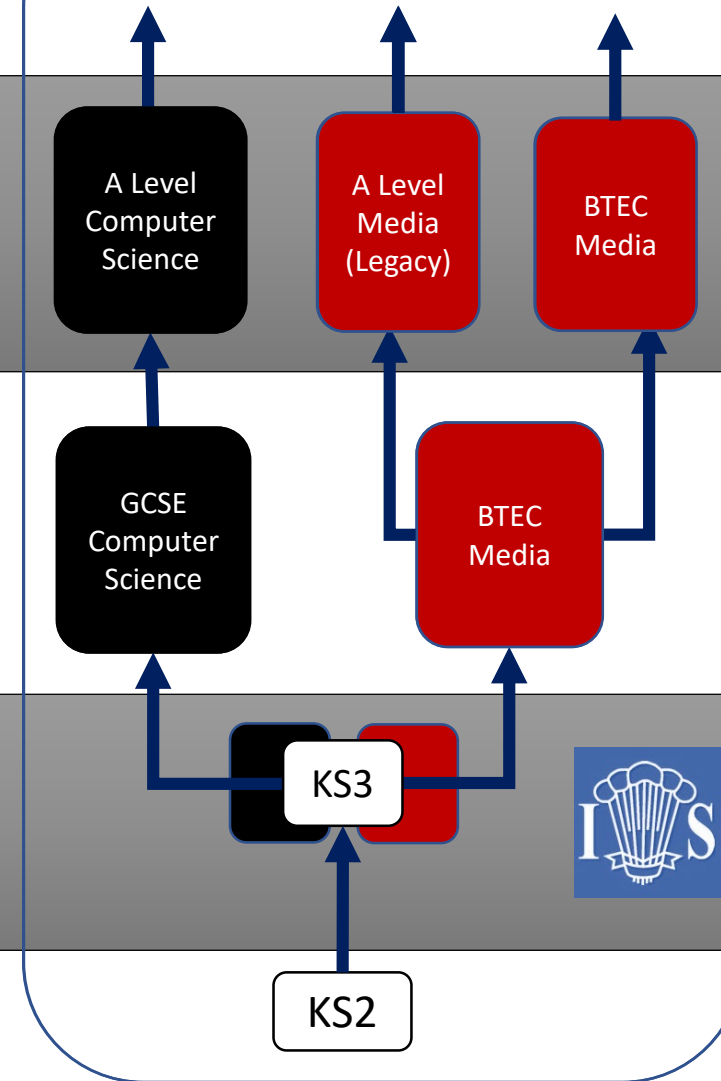 A Level
Computer
Science
A Level
Media
(Legacy)
BTEC
Media
GCSE
Computer
Science
BTEC
Media
KS3
I S
KS2